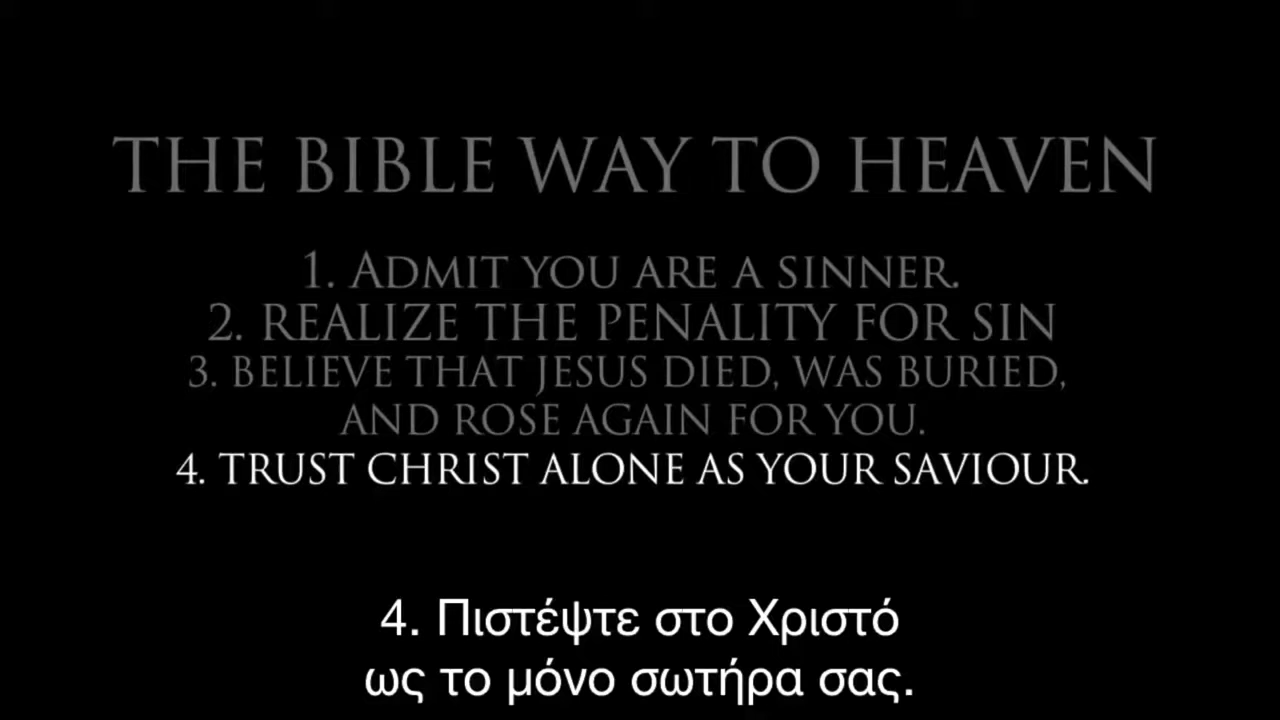 THE BIBLE WAY TO HEAVEN
1. ADMIT YOU ARE A SINNER.
2. REALIZE THE PENALITY FOR SIN
3. BELIEVE THAT JESUS DIED, WAS BURIED,
AND ROSE AGAIN FOR YOU.
4. TRUST CHRIST ALONE AS YOUR SAVIOUR.
4. Πιστέψτε στο Χριστό
ως το μόνο σωτήρα σας.